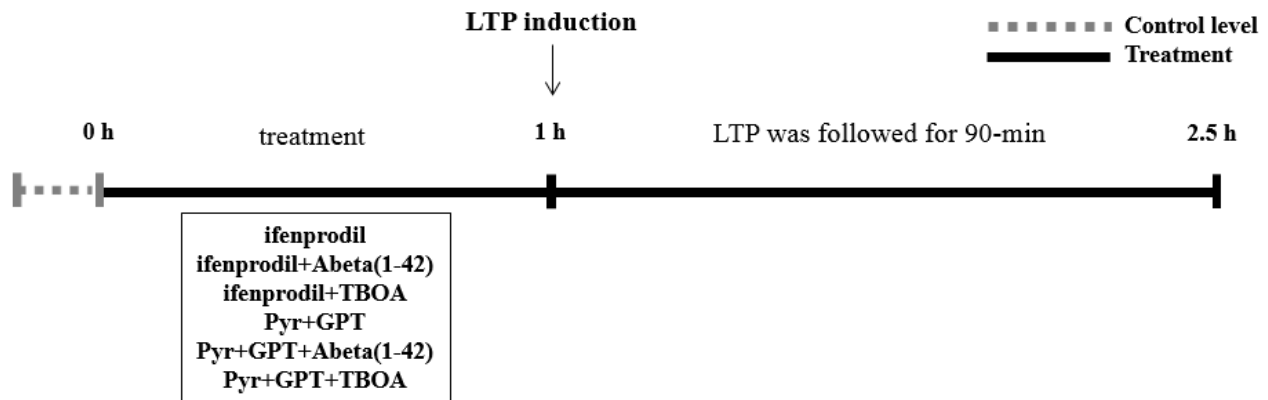 LTP induction
Control level
Treatment
0 h
treatment
1 h
LTP was followed for 90-min
2.5 h
ifenprodil
ifenprodil+Abeta(1-42)
ifenprodil+TBOA
Pyr+GPT
Pyr+GPT+Abeta(1-42)
Pyr+GPT+TBOA